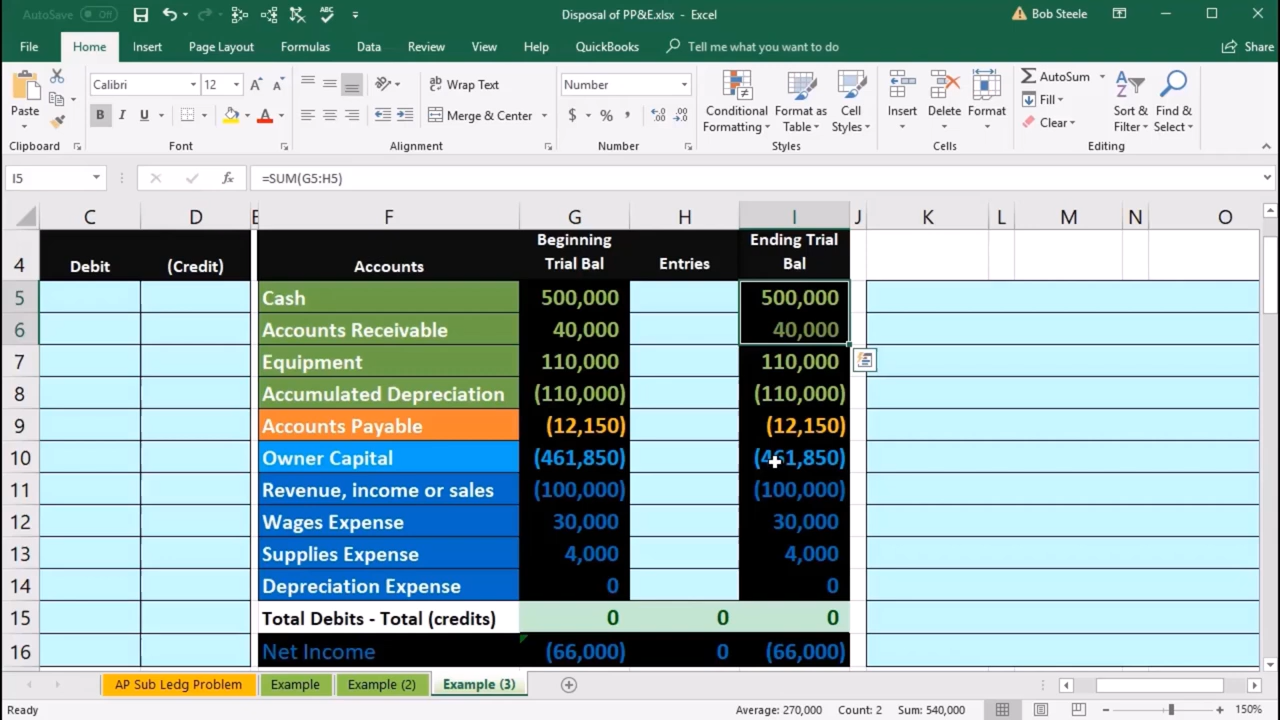 AutoSave Off Disposal of PP&E.xlsx - Excel Bob Steele
File Home Insert Page Layout Formulas Data Review View Help QuickBooks Tell me what you want to do Share
Paste Calibri 12 Wrap Text Number Conditional Formatting Format as Table Cell Styles Insert Delete Format AutoSum Sort & Filter Find & Select
B I U Merge & Center $ % Fill
Clear
Clipboard Font Alignment Number Styles Cells Editing
I5 fx =SUM(G5:H5)
C D E F G H I J K L M N O
4 Debit (Credit) Accounts Beginning Trial Bal Entries Ending Trial Bal
5 Cash 500,000 500,000
6 Accounts Receivable 40,000 40,000
7 Equipment 110,000 110,000
8 Accumulated Depreciation (110,000) (110,000)
9 Accounts Payable (12,150) (12,150)
10 Owner Capital (461,850) (461,850)
11 Revenue, income or sales (100,000) (100,000)
12 Wages Expense 30,000 30,000
13 Supplies Expense 4,000 4,000
14 Depreciation Expense 0 0
15 Total Debits - Total (credits) 0 0 0
16 Net Income (66,000) 0 (66,000)
AP Sub Ledg Problem Example Example (2) Example (3)
Ready Average: 270,000 Count: 2 Sum: 540,000 150%